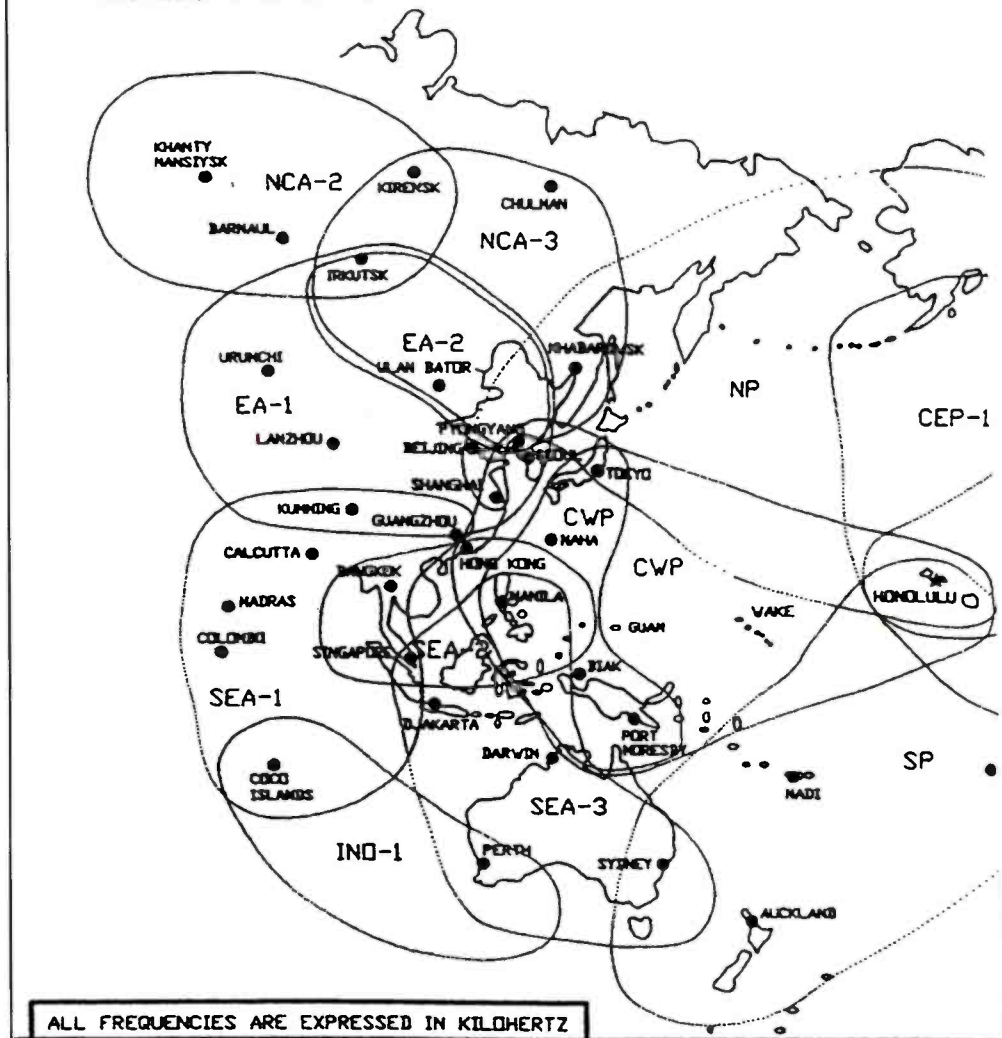 KHANTY
MANSIYSK
NCA-2
KIRENSK
CHULMAN
BARNAUL
NCA-3
IRKUTSK
EA-2
KHABAROVSK
URUNCHI
ULAN BATOR
NP
EA-1
CEP-1
PYONGYANG
LANZHOU
BEIJING
SEOUL
TOKYO
SHANGHAI
KUNMING
GUANGZHOU
CWP
CALCUTTA
NAHA
HONG KONG
CWP
BANGKOK
HONOLULU
MADRAS
MANILA
WAKE
GUAM
COLOMBO
SINGAPORE
SEA-2
BIAK
SEA-1
DJAKARTA
PORT
MORESBY
DARWIN
SP
COCO
ISLANDS
NADI
SEA-3
INO-1
PERTH
SYDNEY
AUCKLAND
ALL FREQUENCIES ARE EXPRESSED IN KILOHERTZ